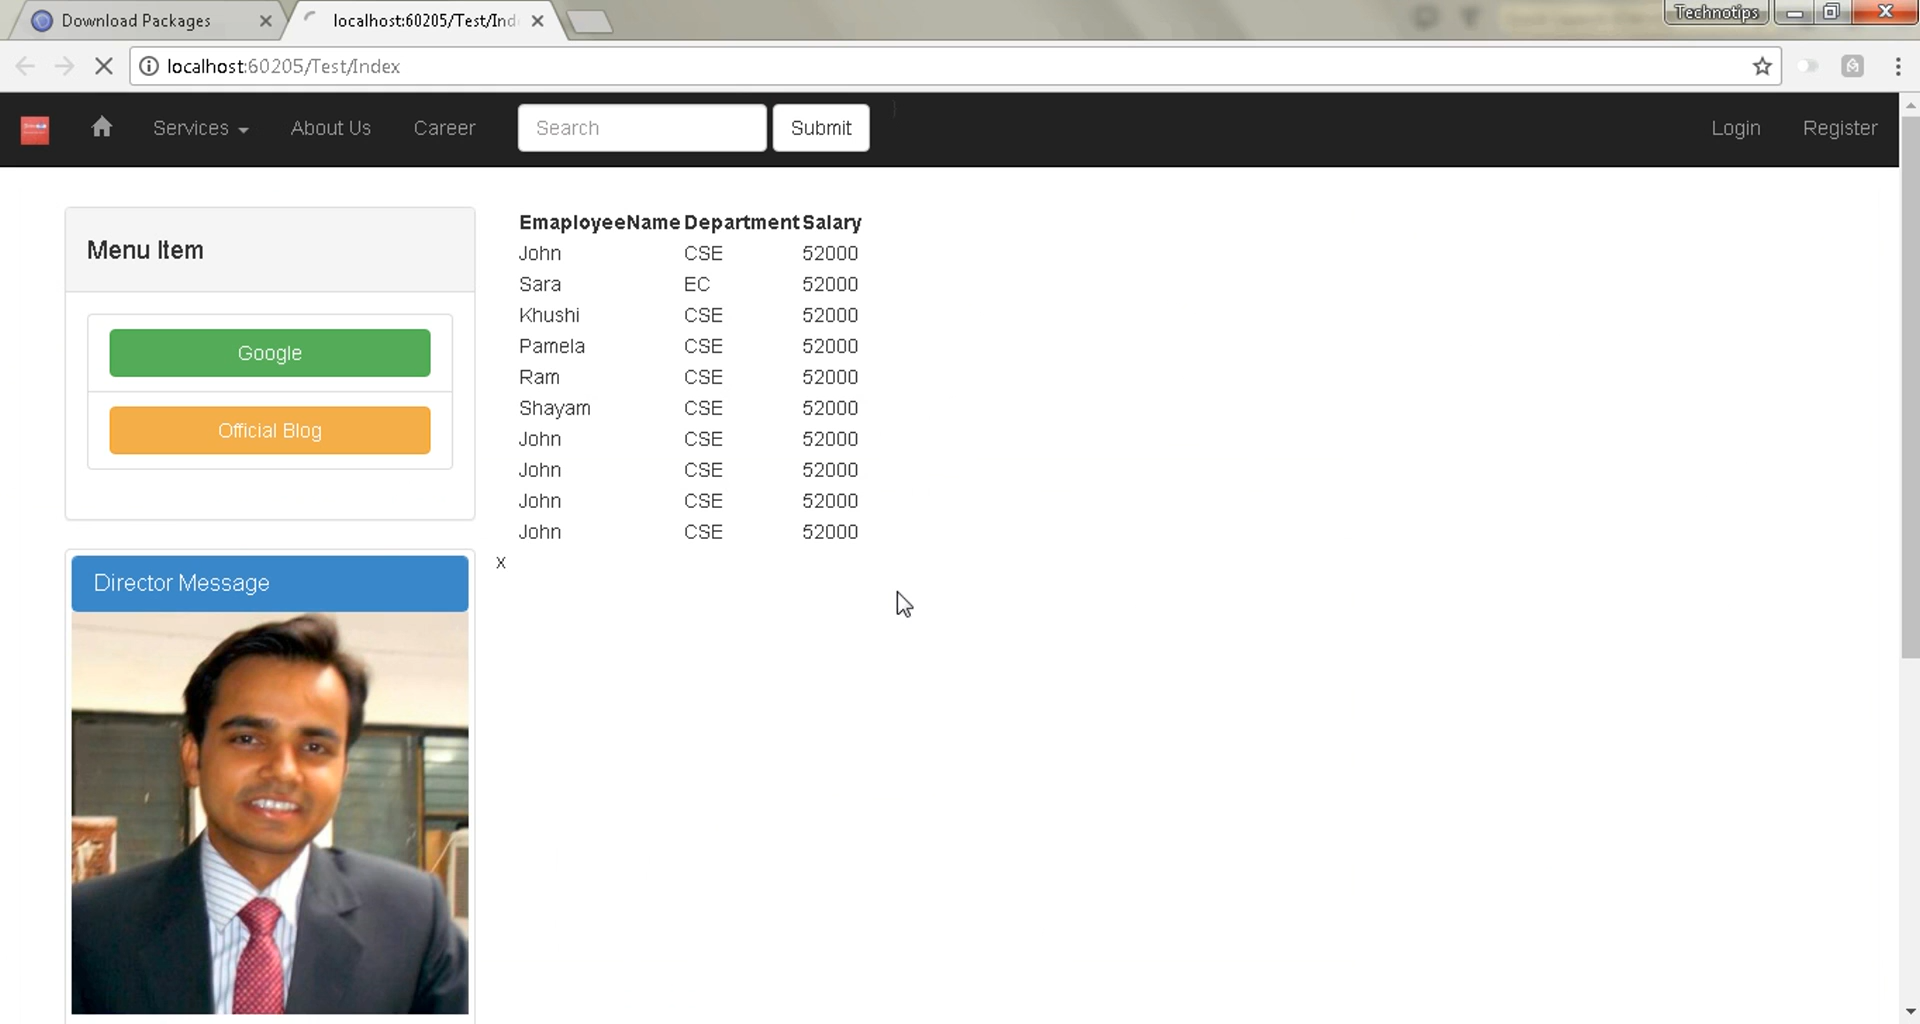 Download Packages
localhost:60205/Test/Ind
Technotips
localhost:60205/Test/Index
Services
About Us
Career
Search
Submit
Login
Register
Menu Item
Google
Official Blog
Director Message
EmaployeeName Department Salary
John CSE 52000
Sara EC 52000
Khushi CSE 52000
Pamela CSE 52000
Ram CSE 52000
Shayam CSE 52000
John CSE 52000
John CSE 52000
John CSE 52000
John CSE 52000
x